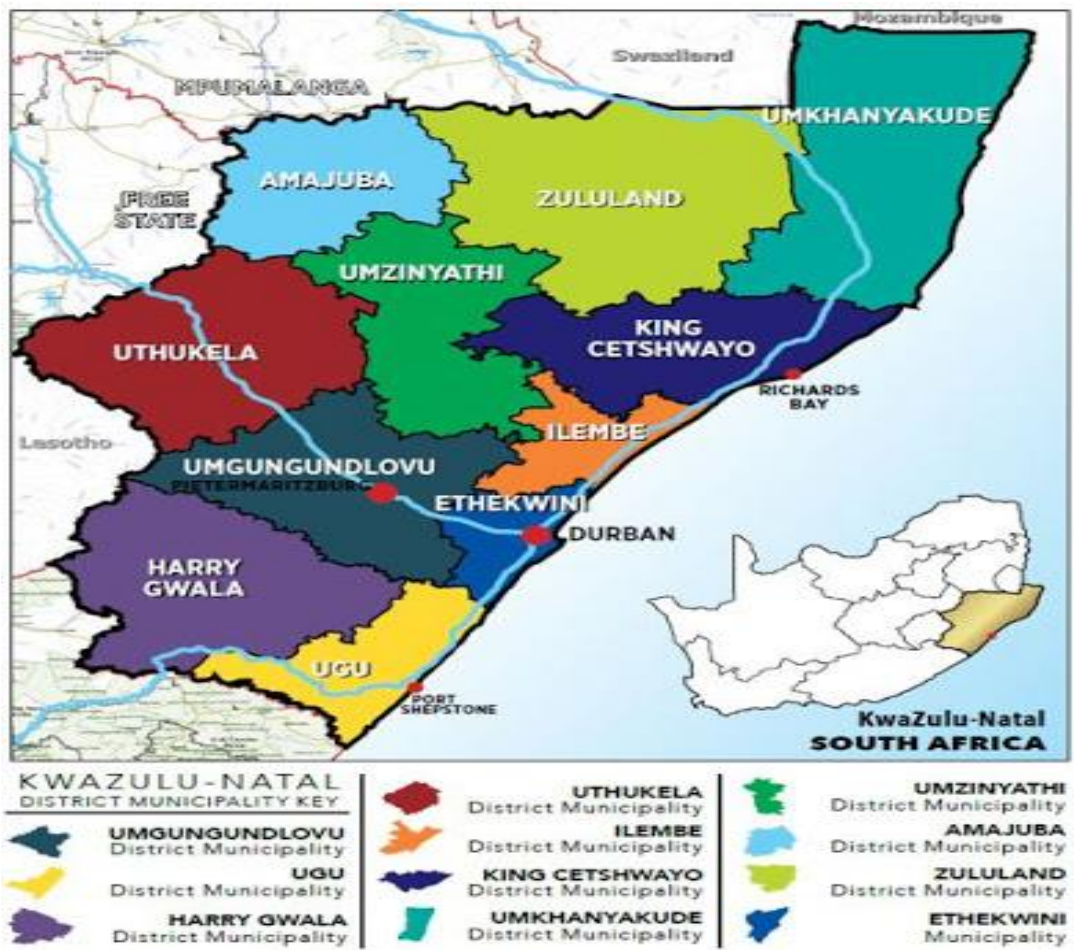 Mozambique
Swaziland
MPUMALANGA
UMKHANYAKUDE
AMAJUBA
ZULULAND
FREE
STATE
UMZINYATHI
KING
CETSHWAYO
UTHUKELA
RICHARDS
BAY
ILEMBE
Lesotho
UMGUNGUNDLOVU
PIETERMARITZBURG
ETHEKWINI
DURBAN
HARRY
GWALA
UGU
PORT
SHEPSTONE
KwaZulu-Natal
SOUTH AFRICA
KWAZULU-NATAL
DISTRICT MUNICIPALITY KEY
UMGUNGUNDLOVU
District Municipality
UGU
District Municipality
HARRY GWALA
District Municipality
UTHUKELA
District Municipality
ILEMBE
District Municipality
KING CETSHWAYO
District Municipality
UMKHANYAKUDE
District Municipality
UMZINYATHI
District Municipality
AMAJUBA
District Municipality
ZULULAND
District Municipality
ETHEKWINI
Municipality